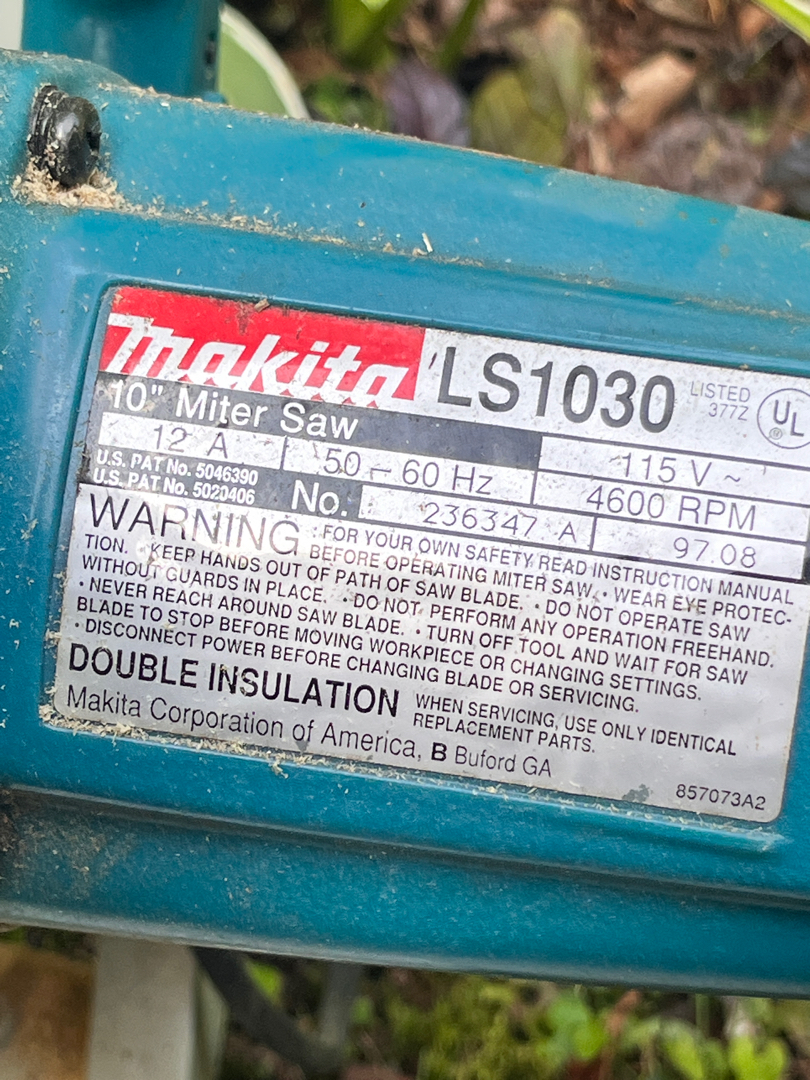 makita LS1030 LISTED 377Z UL
10" Miter Saw
12 A 50 – 60 Hz 115 V ~
U.S. PAT No. 5046390
U.S. PAT No. 5020406
No. 236347 A 4600 RPM
97.08
WARNING : FOR YOUR OWN SAFETY READ INSTRUCTION MANUAL
BEFORE OPERATING MITER SAW. • WEAR EYE PROTEC-
TION. • KEEP HANDS OUT OF PATH OF SAW BLADE. • DO NOT OPERATE SAW
WITHOUT GUARDS IN PLACE. • DO NOT PERFORM ANY OPERATION FREEHAND.
• NEVER REACH AROUND SAW BLADE. • TURN OFF TOOL AND WAIT FOR SAW
BLADE TO STOP BEFORE MOVING WORKPIECE OR CHANGING SETTINGS.
• DISCONNECT POWER BEFORE CHANGING BLADE OR SERVICING.
DOUBLE INSULATION WHEN SERVICING, USE ONLY IDENTICAL
REPLACEMENT PARTS.
Makita Corporation of America, B Buford GA
857073A2